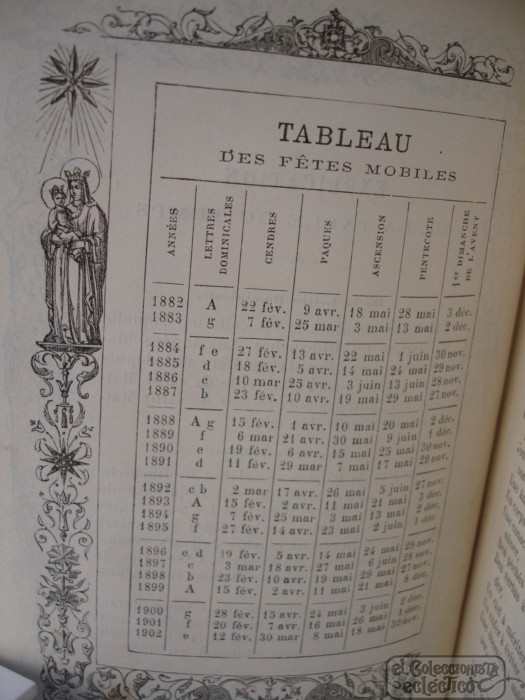 TABLEAU
DES FÊTES MOBILES
ANNÉES LETTRES DOMINICALES CENDRES PAQUES ASCENSION PENTECOTE 1er DIMANCHE DE L'AVENT
1882 A 22 fév. 9 avr. 18 mai 28 mai 3 déc.
1883 g 7 fév. 25 mar 3 mai 13 mai 2 déc.
1884 f e 27 fév. 13 avr. 22 mai 1 juin 30 nov.
1885 d 18 fév. 5 avr. 14 mai 24 mai 29 nov.
1886 c 10 mar 25 avr. 3 juin 13 juin 28 nov.
1887 b 23 fév. 10 avr. 19 mai 29 mai 27 nov.
1888 A g 15 fév. 1 avr. 10 mai 20 mai 2 déc.
1889 f 6 mar 21 avr. 30 mai 9 juin 1 déc.
1890 e 19 fév. 6 avr. 15 mai 25 mai 30 nov.
1891 d 11 fév. 29 mar 7 mai 17 mai 29 nov.
1892 c b 2 mar 17 avr. 26 mai 5 juin 27 nov.
1893 A 15 fév. 2 avr. 11 mai 21 mai 3 déc.
1894 g 7 fév. 25 mar 3 mai 13 mai 2 déc.
1895 f 27 fév. 14 avr. 23 mai 2 juin 1 déc.
1896 e d 19 fév. 5 avr. 14 mai 24 mai 29 nov.
1897 c 3 mar 18 avr. 27 mai 6 juin 28 nov.
1898 b 23 fév. 10 avr. 19 mai 29 mai 27 nov.
1899 A 15 fév. 2 avr. 11 mai 21 mai 3 déc.
1900 g 28 fév. 15 avr. 24 mai 3 juin 2 déc.
1901 f 20 fév. 7 avr. 16 mai 26 mai 1 déc.
1902 e 12 fév. 30 mar 8 mai 18 mai 30 nov.
el Coleccionista
eclectico